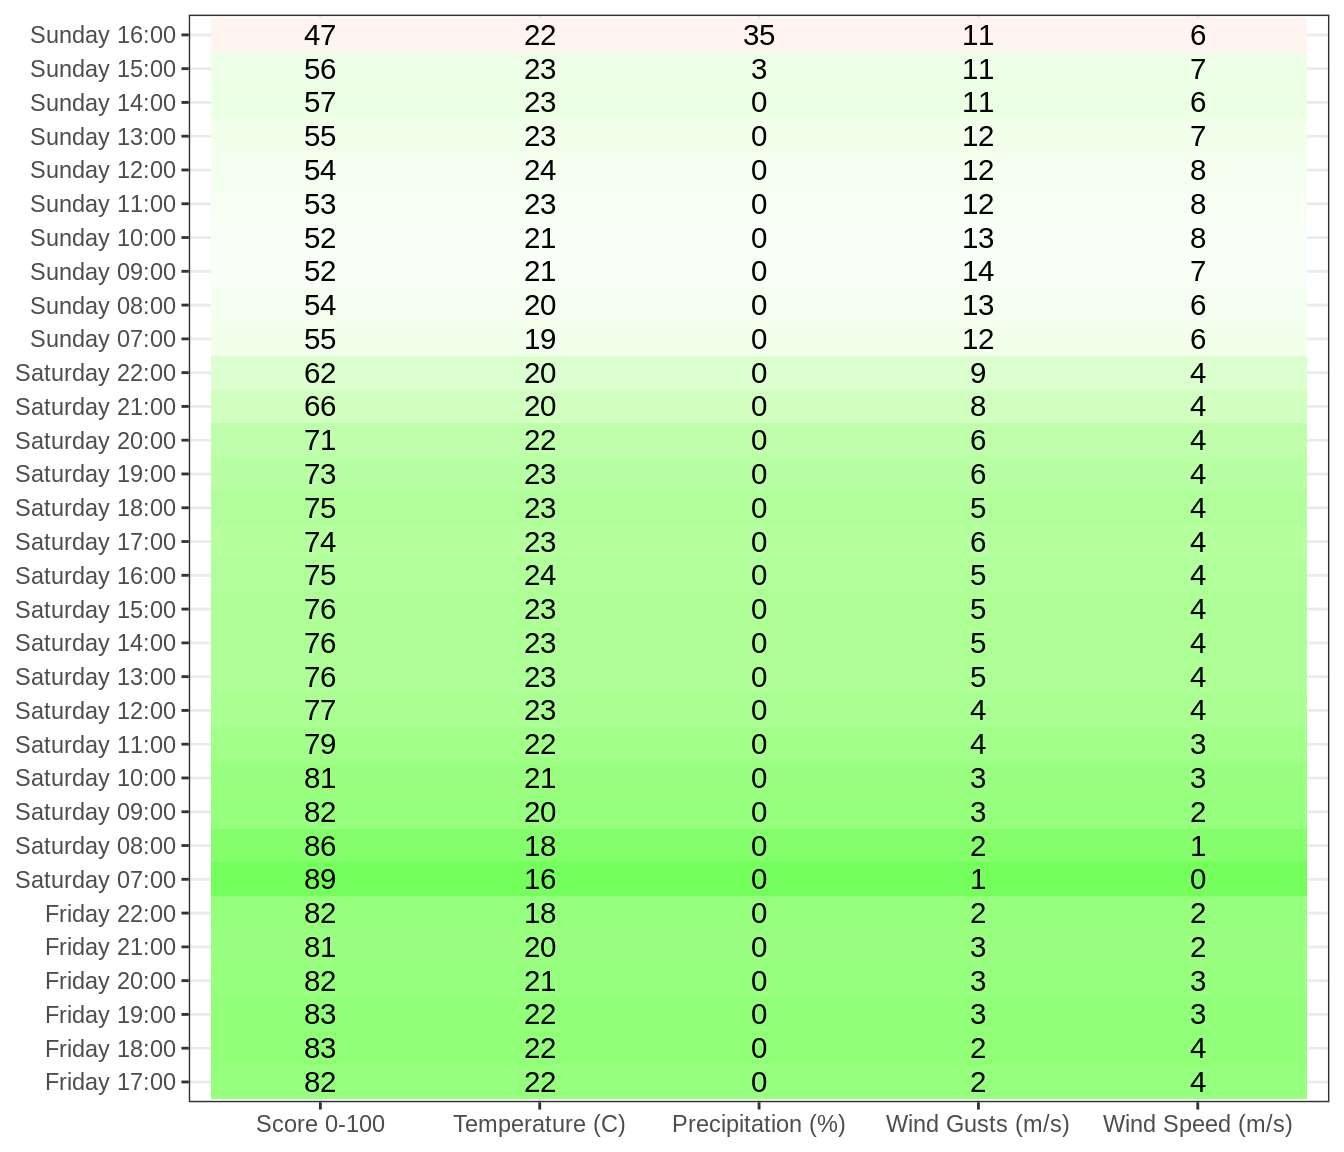 Sunday 16:00 47 22 35 11 6
Sunday 15:00 56 23 3 11 7
Sunday 14:00 57 23 0 11 6
Sunday 13:00 55 23 0 12 7
Sunday 12:00 54 24 0 12 8
Sunday 11:00 53 23 0 12 8
Sunday 10:00 52 21 0 13 8
Sunday 09:00 52 21 0 14 7
Sunday 08:00 54 20 0 13 6
Sunday 07:00 55 19 0 12 6
Saturday 22:00 62 20 0 9 4
Saturday 21:00 66 20 0 8 4
Saturday 20:00 71 22 0 6 4
Saturday 19:00 73 23 0 6 4
Saturday 18:00 75 23 0 5 4
Saturday 17:00 74 23 0 6 4
Saturday 16:00 75 24 0 5 4
Saturday 15:00 76 23 0 5 4
Saturday 14:00 76 23 0 5 4
Saturday 13:00 76 23 0 5 4
Saturday 12:00 77 23 0 4 4
Saturday 11:00 79 22 0 4 3
Saturday 10:00 81 21 0 3 3
Saturday 09:00 82 20 0 3 2
Saturday 08:00 86 18 0 2 1
Saturday 07:00 89 16 0 1 0
Friday 22:00 82 18 0 2 2
Friday 21:00 81 20 0 3 2
Friday 20:00 82 21 0 3 3
Friday 19:00 83 22 0 3 3
Friday 18:00 83 22 0 2 4
Friday 17:00 82 22 0 2 4
Score 0-100 Temperature (C) Precipitation (%) Wind Gusts (m/s) Wind Speed (m/s)